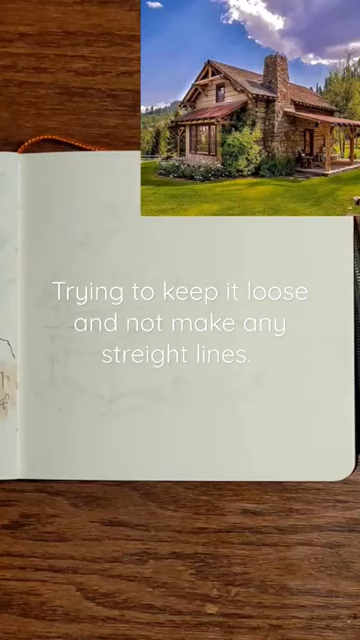 Trying to keep it loose
and not make any
streight lines.